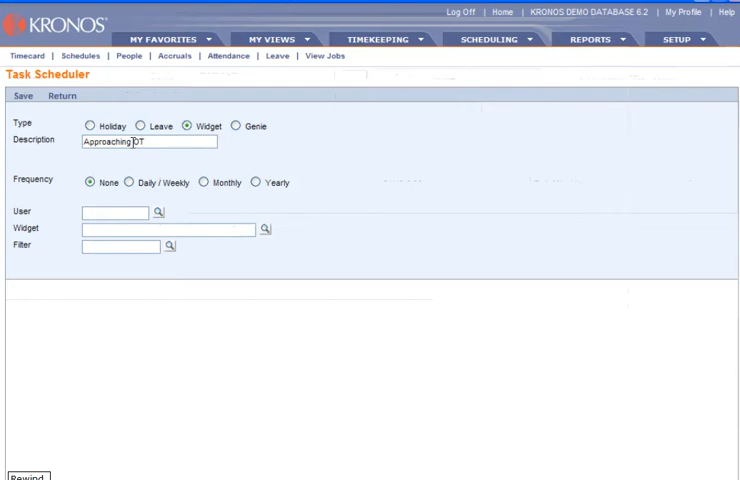 Log Off | Home | KRONOS DEMO DATABASE 6.2 | My Profile | Help
KRONOS
MY FAVORITES MY VIEWS TIMEKEEPING SCHEDULING REPORTS SETUP
Timecard | Schedules | People | Accruals | Attendance | Leave | View Jobs
Task Scheduler
Save Return
Type Holiday Leave Widget Genie
Description Approaching OT
Frequency None Daily / Weekly Monthly Yearly
User
Widget
Filter
Rewind